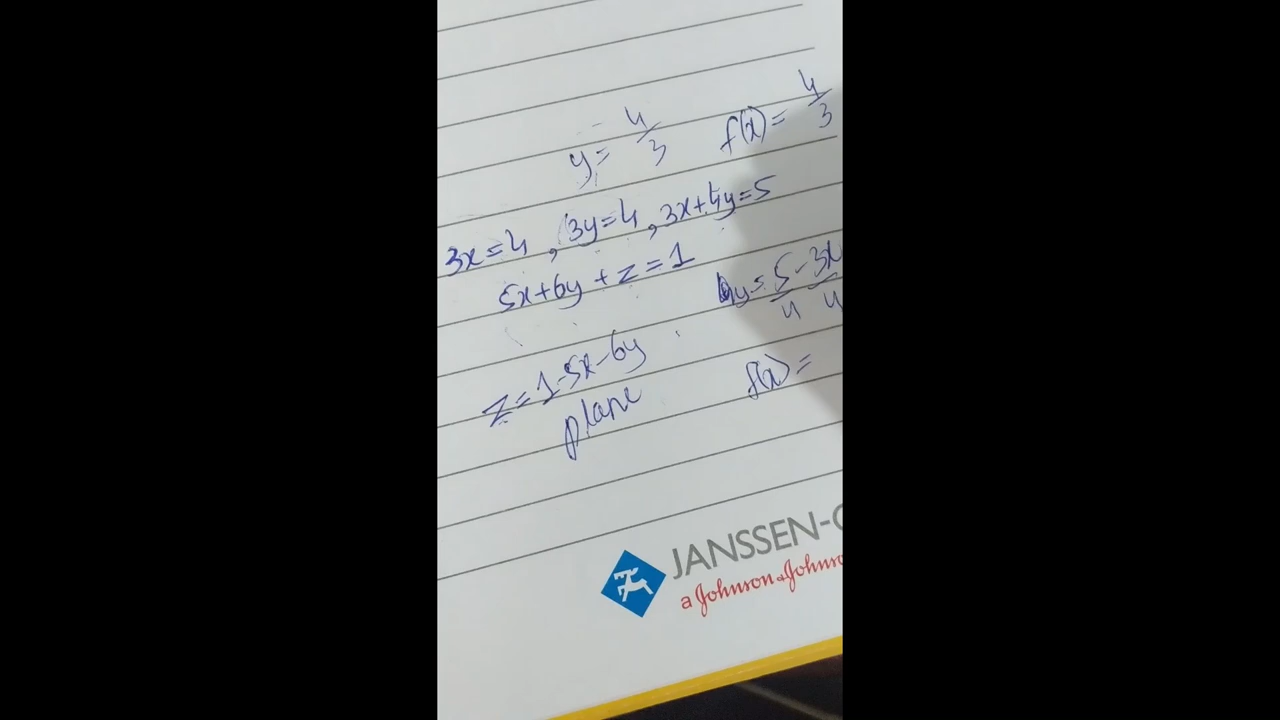 y = 4/3 f(x) = 4/3
3x = 4 , 3y = 4 , 3x + 4y = 5
5x + 6y + z = 1
4y = 5/4 - 3x/4
z = 1 - 5x - 6y
f(x) =
plane
JANSSEN-
a Johnson & Johnso